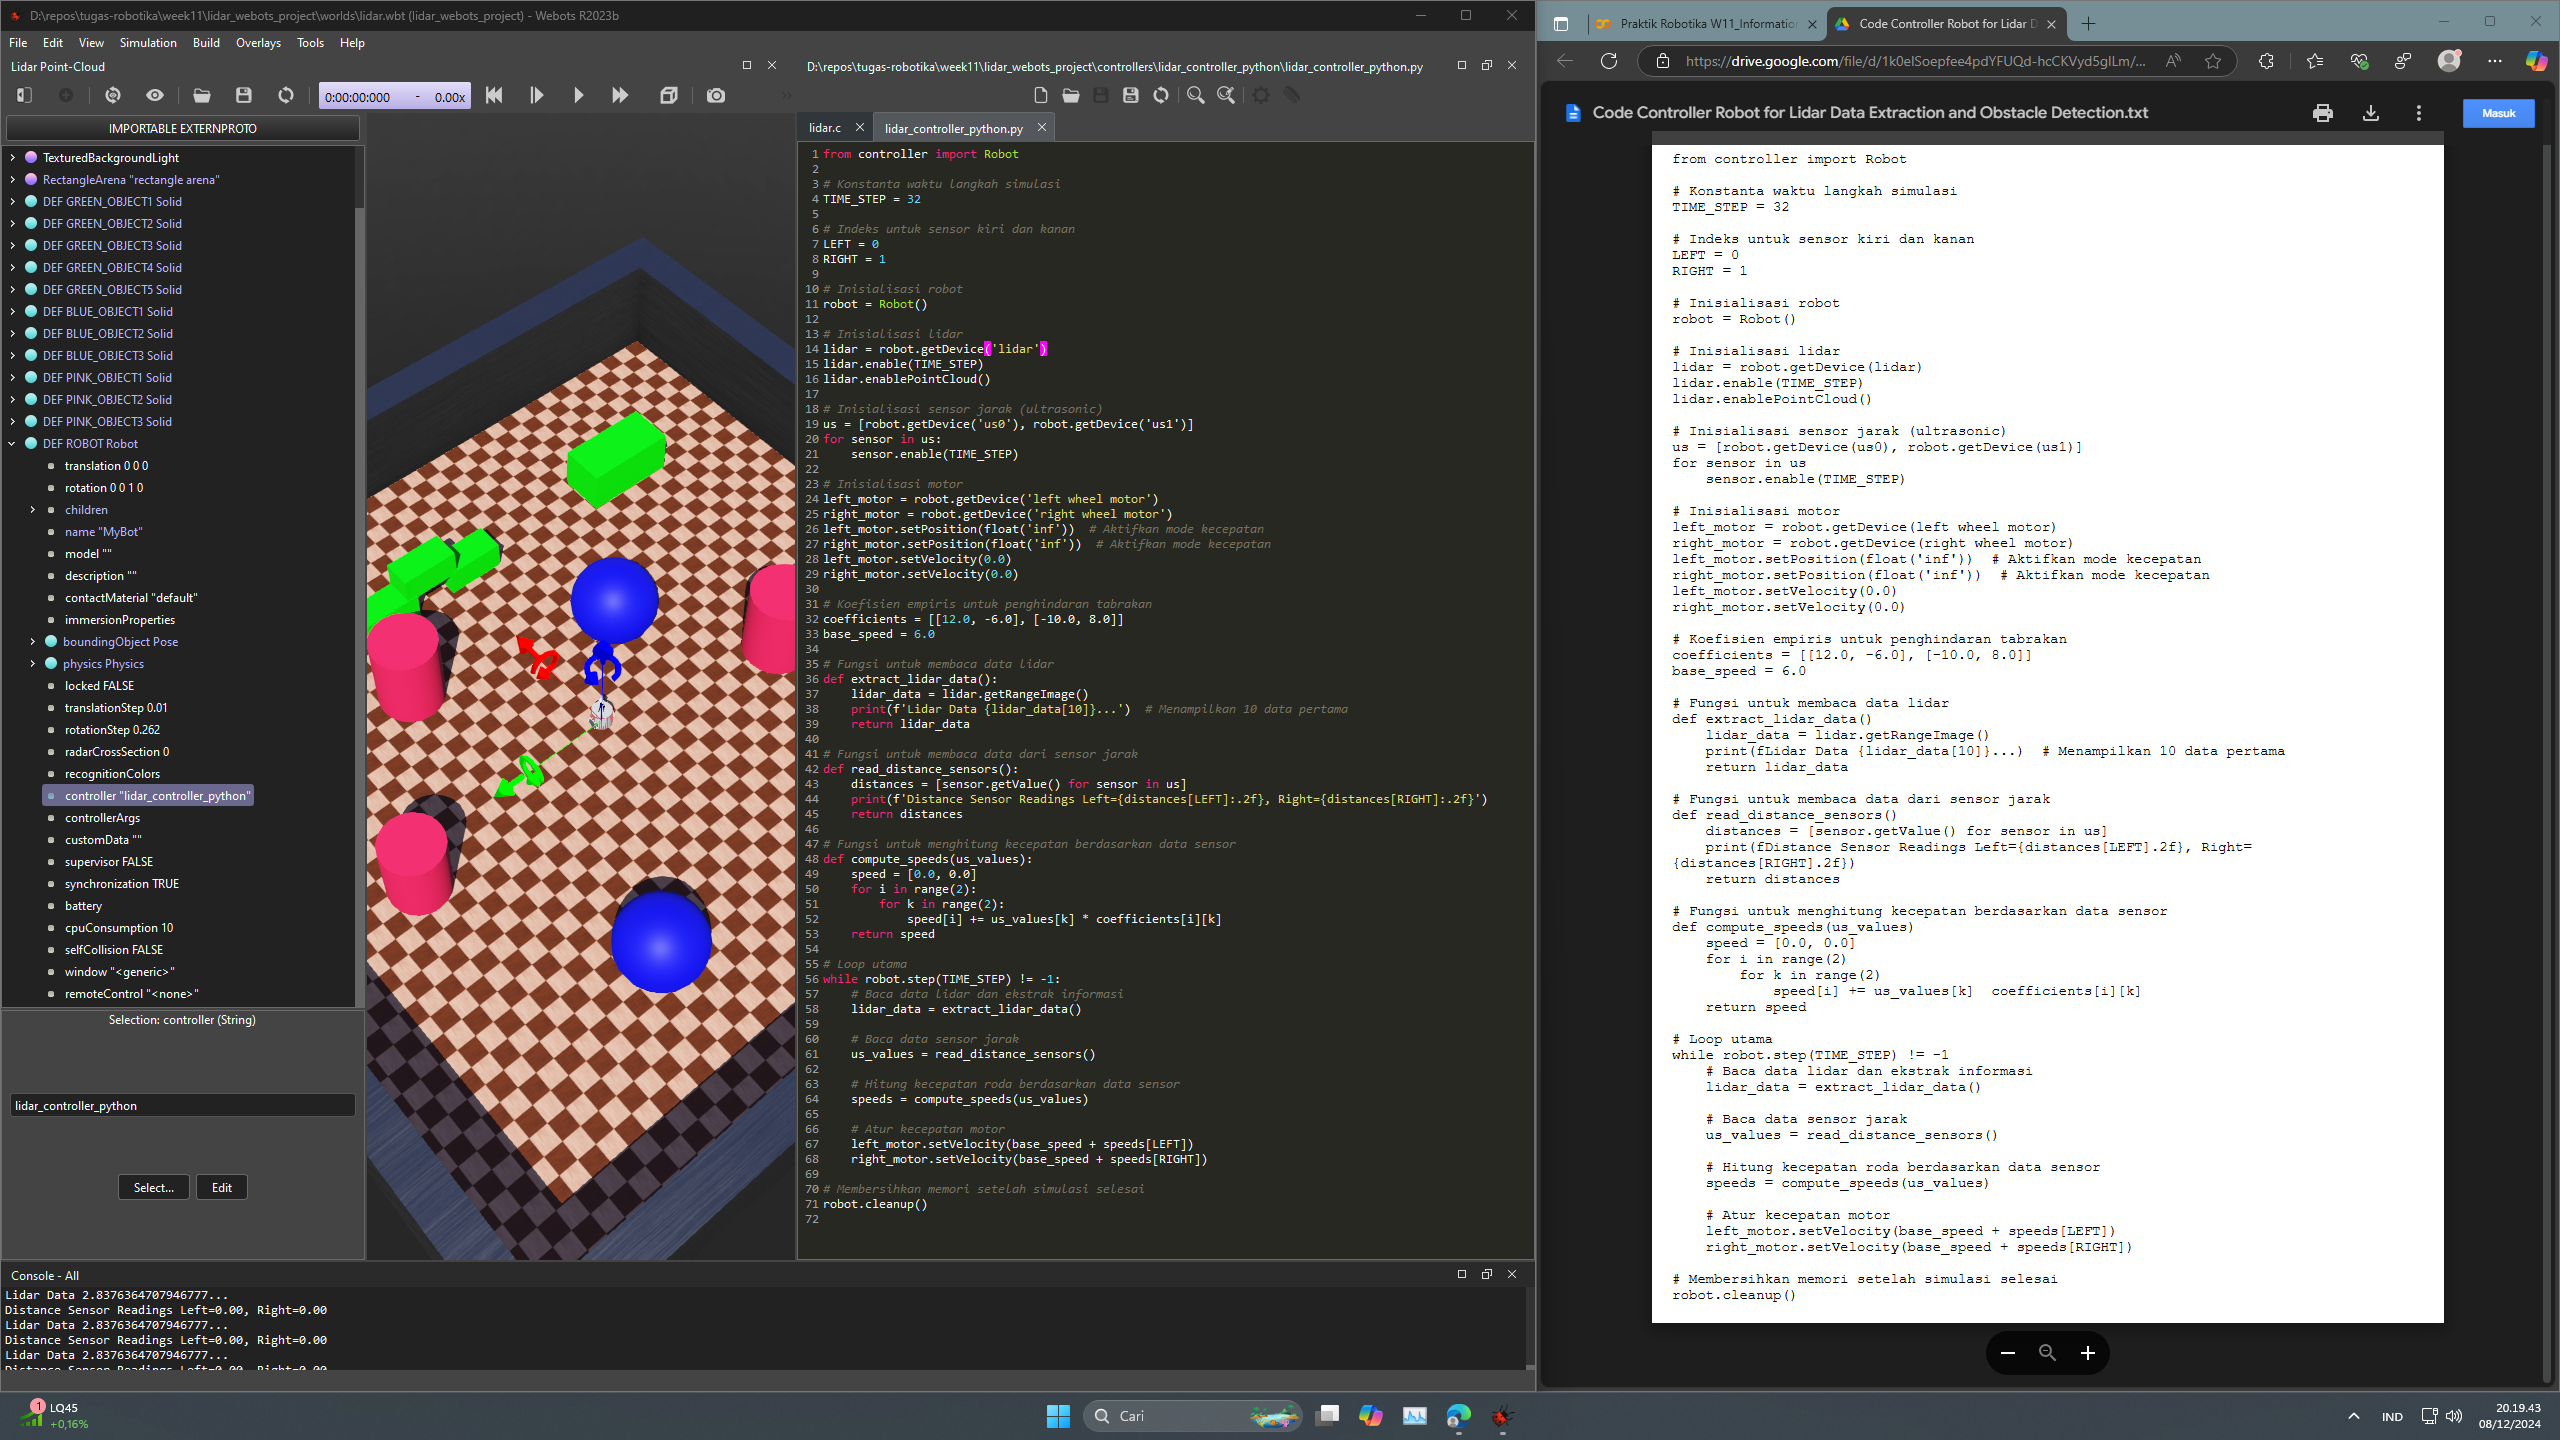 D:\repos\tugas-robotika\week11\lidar_webots_project\worlds\lidar.wbt (lidar_webots_project) - Webots R2023b
File Edit View Simulation Build Overlays Tools Help
Lidar Point-Cloud
0:00:00:000 - 0.00x
IMPORTABLE EXTERNPROTO
TexturedBackgroundLight
RectangleArena "rectangle arena"
DEF GREEN_OBJECT1 Solid
DEF GREEN_OBJECT2 Solid
DEF GREEN_OBJECT3 Solid
DEF GREEN_OBJECT4 Solid
DEF GREEN_OBJECT5 Solid
DEF BLUE_OBJECT1 Solid
DEF BLUE_OBJECT2 Solid
DEF BLUE_OBJECT3 Solid
DEF PINK_OBJECT1 Solid
DEF PINK_OBJECT2 Solid
DEF PINK_OBJECT3 Solid
DEF ROBOT Robot
translation 0 0 0
rotation 0 0 1 0
children
name "MyBot"
model ""
description ""
contactMaterial "default"
immersionProperties
boundingObject Pose
physics Physics
locked FALSE
translationStep 0.01
rotationStep 0.262
radarCrossSection 0
recognitionColors
controller "lidar_controller_python"
controllerArgs
customData ""
supervisor FALSE
synchronization TRUE
battery
cpuConsumption 10
selfCollision FALSE
window "<generic>"
remoteControl "<none>"
Selection: controller (String)
lidar_controller_python
Select... Edit
D:\repos\tugas-robotika\week11\lidar_webots_project\controllers\lidar_controller_python\lidar_controller_python.py
lidar.c lidar_controller_python.py
1 from controller import Robot
2
3 # Konstanta waktu langkah simulasi
4 TIME_STEP = 32
5
6 # Indeks untuk sensor kiri dan kanan
7 LEFT = 0
8 RIGHT = 1
9
10 # Inisialisasi robot
11 robot = Robot()
12
13 # Inisialisasi lidar
14 lidar = robot.getDevice('lidar')
15 lidar.enable(TIME_STEP)
16 lidar.enablePointCloud()
17
18 # Inisialisasi sensor jarak (ultrasonic)
19 us = [robot.getDevice('us0'), robot.getDevice('us1')]
20 for sensor in us:
21     sensor.enable(TIME_STEP)
22
23 # Inisialisasi motor
24 left_motor = robot.getDevice('left wheel motor')
25 right_motor = robot.getDevice('right wheel motor')
26 left_motor.setPosition(float('inf'))  # Aktifkan mode kecepatan
27 right_motor.setPosition(float('inf'))  # Aktifkan mode kecepatan
28 left_motor.setVelocity(0.0)
29 right_motor.setVelocity(0.0)
30
31 # Koefisien empiris untuk penghindaran tabrakan
32 coefficients = [[12.0, -6.0], [-10.0, 8.0]]
33 base_speed = 6.0
34
35 # Fungsi untuk membaca data lidar
36 def extract_lidar_data():
37     lidar_data = lidar.getRangeImage()
38     print(f'Lidar Data {lidar_data[10]}...')  # Menampilkan 10 data pertama
39     return lidar_data
40
41 # Fungsi untuk membaca data dari sensor jarak
42 def read_distance_sensors():
43     distances = [sensor.getValue() for sensor in us]
44     print(f'Distance Sensor Readings Left={distances[LEFT]:.2f}, Right={distances[RIGHT]:.2f}')
45     return distances
46
47 # Fungsi untuk menghitung kecepatan berdasarkan data sensor
48 def compute_speeds(us_values):
49     speed = [0.0, 0.0]
50     for i in range(2):
51         for k in range(2):
52             speed[i] += us_values[k] * coefficients[i][k]
53     return speed
54
55 # Loop utama
56 while robot.step(TIME_STEP) != -1:
57     # Baca data lidar dan ekstrak informasi
58     lidar_data = extract_lidar_data()
59
60     # Baca data sensor jarak
61     us_values = read_distance_sensors()
62
63     # Hitung kecepatan roda berdasarkan data sensor
64     speeds = compute_speeds(us_values)
65
66     # Atur kecepatan motor
67     left_motor.setVelocity(base_speed + speeds[LEFT])
68     right_motor.setVelocity(base_speed + speeds[RIGHT])
69
70 # Membersihkan memori setelah simulasi selesai
71 robot.cleanup()
72
Console - All
Lidar Data 2.8376364707946777...
Distance Sensor Readings Left=0.00, Right=0.00
Lidar Data 2.8376364707946777...
Distance Sensor Readings Left=0.00, Right=0.00
Lidar Data 2.8376364707946777...
Distance Sensor Readings Left=0.00, Right=0.00
Praktik Robotika W11_Information Code Controller Robot for Lidar D
https://drive.google.com/file/d/1k0elSoepfee4pdYFUQd-hcCKVyd5glLm/...
Code Controller Robot for Lidar Data Extraction and Obstacle Detection.txt
Masuk
from controller import Robot
# Konstanta waktu langkah simulasi
TIME_STEP = 32
# Indeks untuk sensor kiri dan kanan
LEFT = 0
RIGHT = 1
# Inisialisasi robot
robot = Robot()
# Inisialisasi lidar
lidar = robot.getDevice(lidar)
lidar.enable(TIME_STEP)
lidar.enablePointCloud()
# Inisialisasi sensor jarak (ultrasonic)
us = [robot.getDevice(us0), robot.getDevice(us1)]
for sensor in us
    sensor.enable(TIME_STEP)
# Inisialisasi motor
left_motor = robot.getDevice(left wheel motor)
right_motor = robot.getDevice(right wheel motor)
left_motor.setPosition(float('inf'))  # Aktifkan mode kecepatan
right_motor.setPosition(float('inf'))  # Aktifkan mode kecepatan
left_motor.setVelocity(0.0)
right_motor.setVelocity(0.0)
# Koefisien empiris untuk penghindaran tabrakan
coefficients = [[12.0, -6.0], [-10.0, 8.0]]
base_speed = 6.0
# Fungsi untuk membaca data lidar
def extract_lidar_data()
    lidar_data = lidar.getRangeImage()
    print(fLidar Data {lidar_data[10]}...)  # Menampilkan 10 data pertama
    return lidar_data
# Fungsi untuk membaca data dari sensor jarak
def read_distance_sensors()
    distances = [sensor.getValue() for sensor in us]
    print(fDistance Sensor Readings Left={distances[LEFT].2f}, Right=
{distances[RIGHT].2f})
    return distances
# Fungsi untuk menghitung kecepatan berdasarkan data sensor
def compute_speeds(us_values)
    speed = [0.0, 0.0]
    for i in range(2)
        for k in range(2)
            speed[i] += us_values[k]  coefficients[i][k]
    return speed
# Loop utama
while robot.step(TIME_STEP) != -1
    # Baca data lidar dan ekstrak informasi
    lidar_data = extract_lidar_data()
    # Baca data sensor jarak
    us_values = read_distance_sensors()
    # Hitung kecepatan roda berdasarkan data sensor
    speeds = compute_speeds(us_values)
    # Atur kecepatan motor
    left_motor.setVelocity(base_speed + speeds[LEFT])
    right_motor.setVelocity(base_speed + speeds[RIGHT])
# Membersihkan memori setelah simulasi selesai
robot.cleanup()
1 LQ45
+0,16%
Cari
IND
20.19.43
08/12/2024